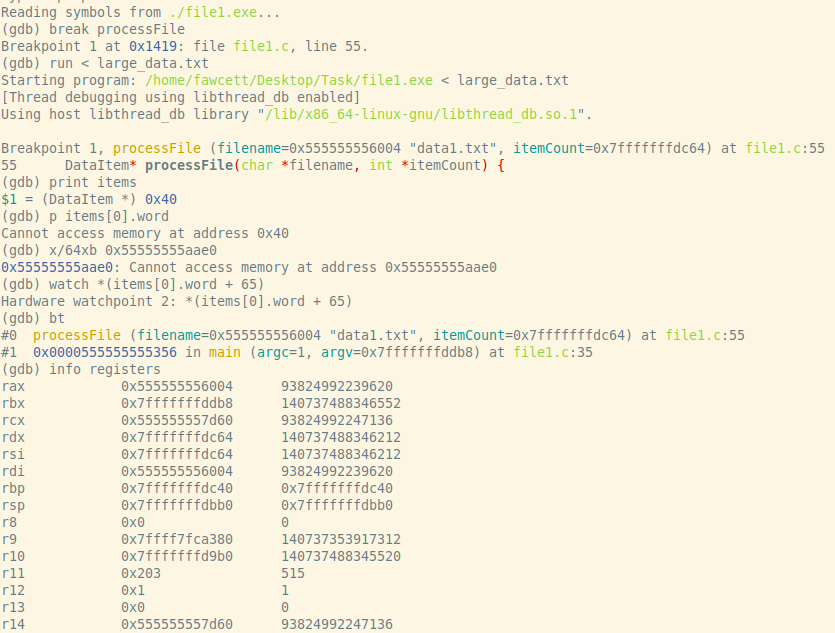 Reading symbols from ./file1.exe...
(gdb) break processFile
Breakpoint 1 at 0x1419: file file1.c, line 55.
(gdb) run < large_data.txt
Starting program: /home/fawcett/Desktop/Task/file1.exe < large_data.txt
[Thread debugging using libthread_db enabled]
Using host libthread_db library "/lib/x86_64-linux-gnu/libthread_db.so.1".
Breakpoint 1, processFile (filename=0x555555556004 "data1.txt", itemCount=0x7fffffffdc64) at file1.c:55
55 DataItem* processFile(char *filename, int *itemCount) {
(gdb) print items
$1 = (DataItem *) 0x40
(gdb) p items[0].word
Cannot access memory at address 0x40
(gdb) x/64xb 0x55555555aae0
0x55555555aae0: Cannot access memory at address 0x55555555aae0
(gdb) watch *(items[0].word + 65)
Hardware watchpoint 2: *(items[0].word + 65)
(gdb) bt
#0 processFile (filename=0x555555556004 "data1.txt", itemCount=0x7fffffffdc64) at file1.c:55
#1 0x0000555555555356 in main (argc=1, argv=0x7fffffffddb8) at file1.c:35
(gdb) info registers
rax 0x555555556004 93824992239620
rbx 0x7fffffffddb8 140737488346552
rcx 0x555555557d60 93824992247136
rdx 0x7fffffffdc64 140737488346212
rsi 0x7fffffffdc64 140737488346212
rdi 0x555555556004 93824992239620
rbp 0x7fffffffdc40 0x7fffffffdc40
rsp 0x7fffffffdbb0 0x7fffffffdbb0
r8 0x0 0
r9 0x7ffff7fca380 140737353917312
r10 0x7fffffffd9b0 140737488345520
r11 0x203 515
r12 0x1 1
r13 0x0 0
r14 0x555555557d60 93824992247136